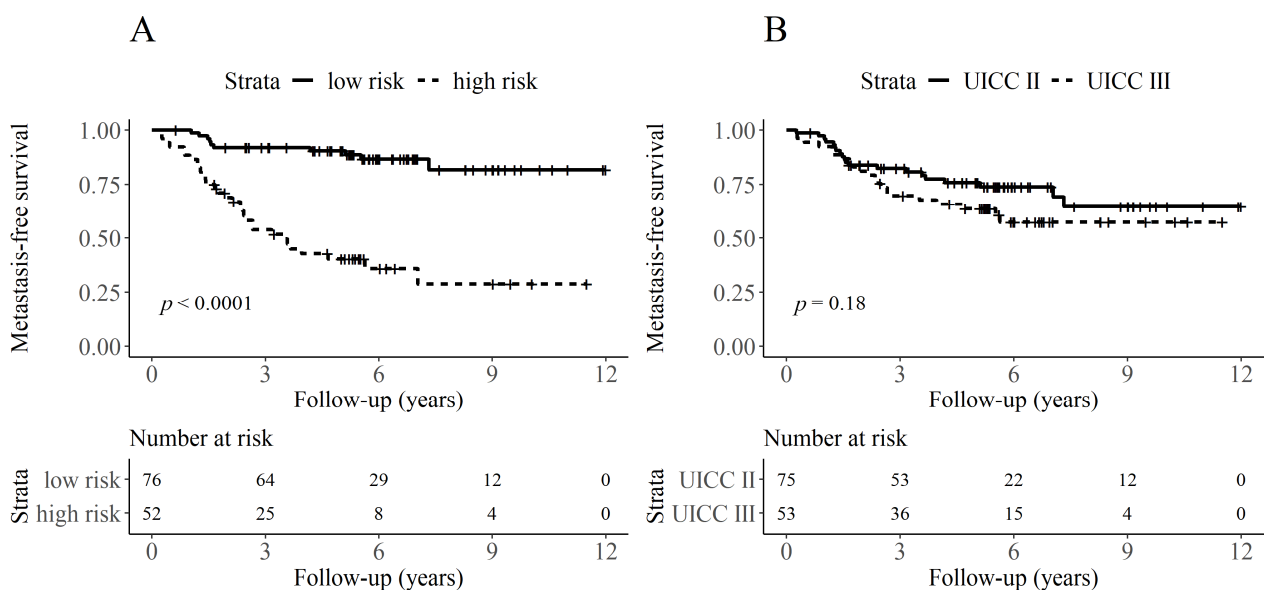 A
Strata low risk high risk
Metastasis-free survival
1.00
0.75
0.50
0.25
0.00
p < 0.0001
0 3 6 9 12
Follow-up (years)
Number at risk
Strata
low risk 76 64 29 12 0
high risk 52 25 8 4 0
0 3 6 9 12
Follow-up (years)
B
Strata UICC II UICC III
Metastasis-free survival
1.00
0.75
0.50
0.25
0.00
p = 0.18
0 3 6 9 12
Follow-up (years)
Number at risk
Strata
UICC II 75 53 22 12 0
UICC III 53 36 15 4 0
0 3 6 9 12
Follow-up (years)